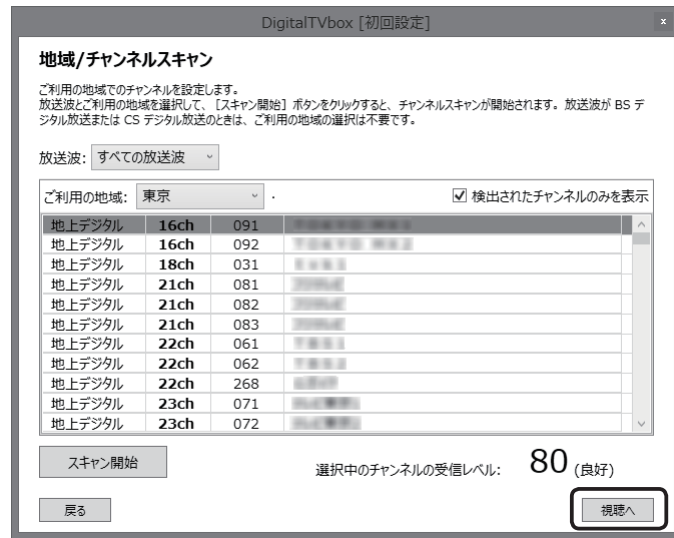 DigitalTVbox [初回設定]
x
地域/チャンネルスキャン
ご利用の地域でのチャンネルを設定します。
放送波とご利用の地域を選択して、［スキャン開始］ボタンをクリックすると、チャンネルスキャンが開始されます。放送波が BS デ
ジタル放送または CS デジタル放送のときは、ご利用の地域の選択は不要です。
放送波: すべての放送波
ご利用の地域: 東京 . 検出されたチャンネルのみを表示
地上デジタル 16ch 091
地上デジタル 16ch 092
地上デジタル 18ch 031
地上デジタル 21ch 081
地上デジタル 21ch 082
地上デジタル 21ch 083
地上デジタル 22ch 061
地上デジタル 22ch 062
地上デジタル 22ch 268
地上デジタル 23ch 071
地上デジタル 23ch 072
スキャン開始 選択中のチャンネルの受信レベル: 80 (良好)
戻る 視聴へ